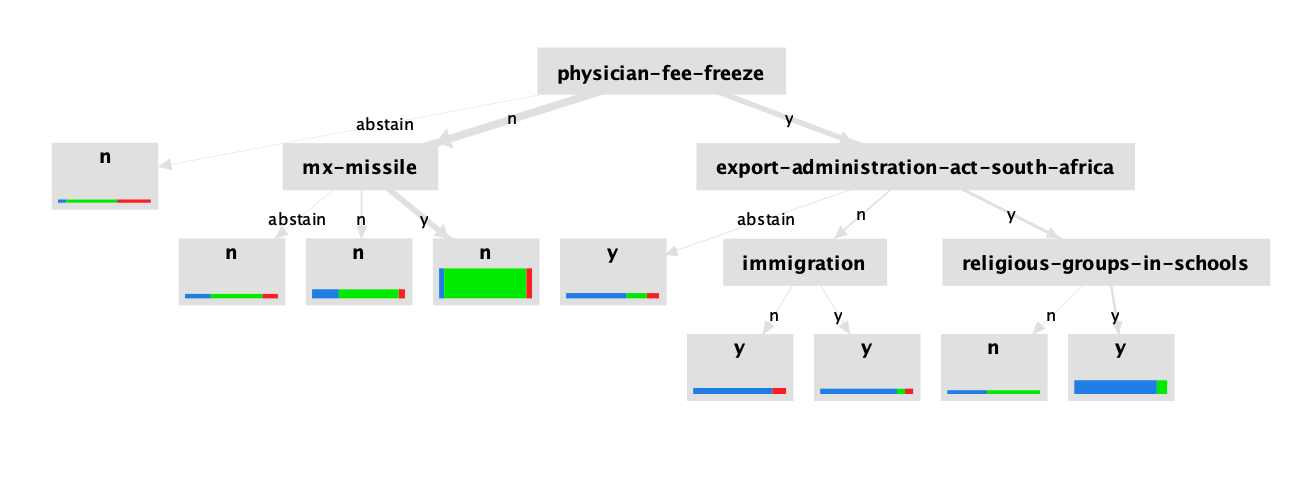 physician-fee-freeze
abstain
n
y
n
mx-missile
export-administration-act-south-africa
abstain
n
y
abstain
n
y
n
n
n
y
immigration
religious-groups-in-schools
n
y
n
y
y
y
n
y